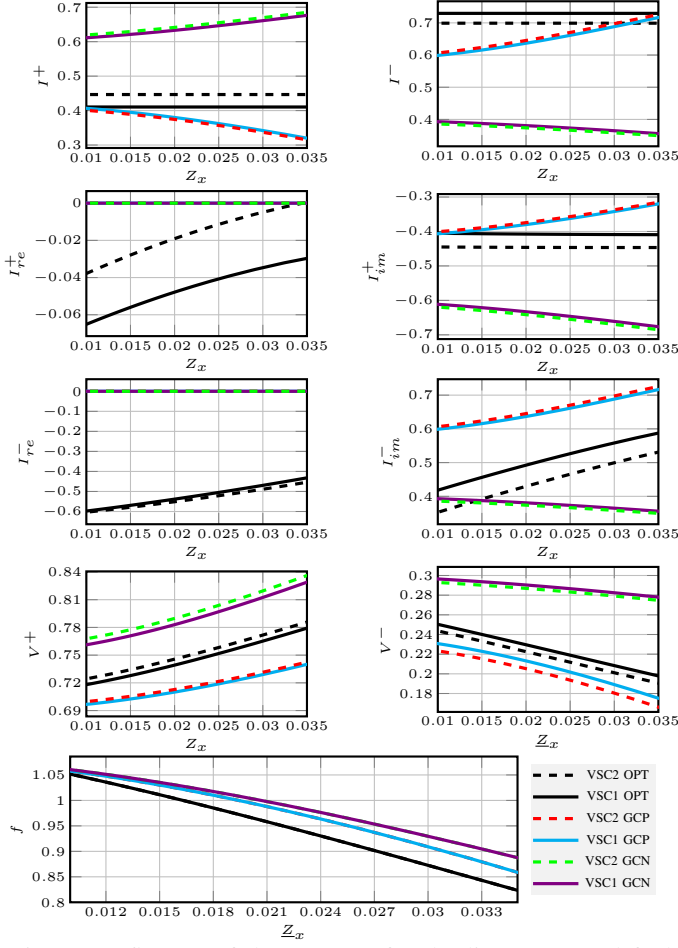 0.7
0.6
0.5
0.4
0.3
I+
0.01 0.015 0.02 0.025 0.03 0.035
Zx
0.7
0.6
0.5
0.4
I−
0.01 0.015 0.02 0.025 0.03 0.035
Zx
0
−0.02
−0.04
−0.06
I+re
0.01 0.015 0.02 0.025 0.03 0.035
Zx
−0.3
−0.4
−0.5
−0.6
−0.7
I+im
0.01 0.015 0.02 0.025 0.03 0.035
Zx
0
−0.1
−0.2
−0.3
−0.4
−0.5
−0.6
I−re
0.01 0.015 0.02 0.025 0.03 0.035
Zx
0.7
0.6
0.5
0.4
I−im
0.01 0.015 0.02 0.025 0.03 0.035
Zx
0.84
0.81
0.78
0.75
0.72
0.69
V+
0.01 0.015 0.02 0.025 0.03 0.035
Zx
0.3
0.28
0.26
0.24
0.22
0.2
0.18
V−
0.01 0.015 0.02 0.025 0.03 0.035
Zx
1.05
1
0.95
0.9
0.85
0.8
f
0.012 0.015 0.018 0.021 0.024 0.027 0.03 0.033
Zx
VSC2 OPT
VSC1 OPT
VSC2 GCP
VSC1 GCP
VSC2 GCN
VSC1 GCN